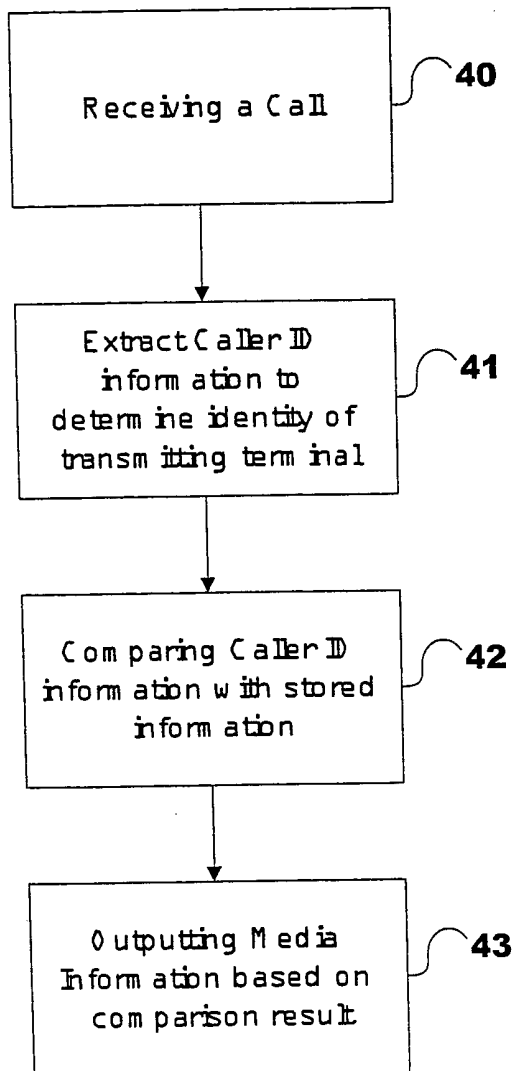 Receiving a Call
40
Extract Caller ID
information to
determine identity of
transmitting terminal
41
Comparing Caller ID
information with stored
information
42
Outputting Media
Information based on
comparison result
43